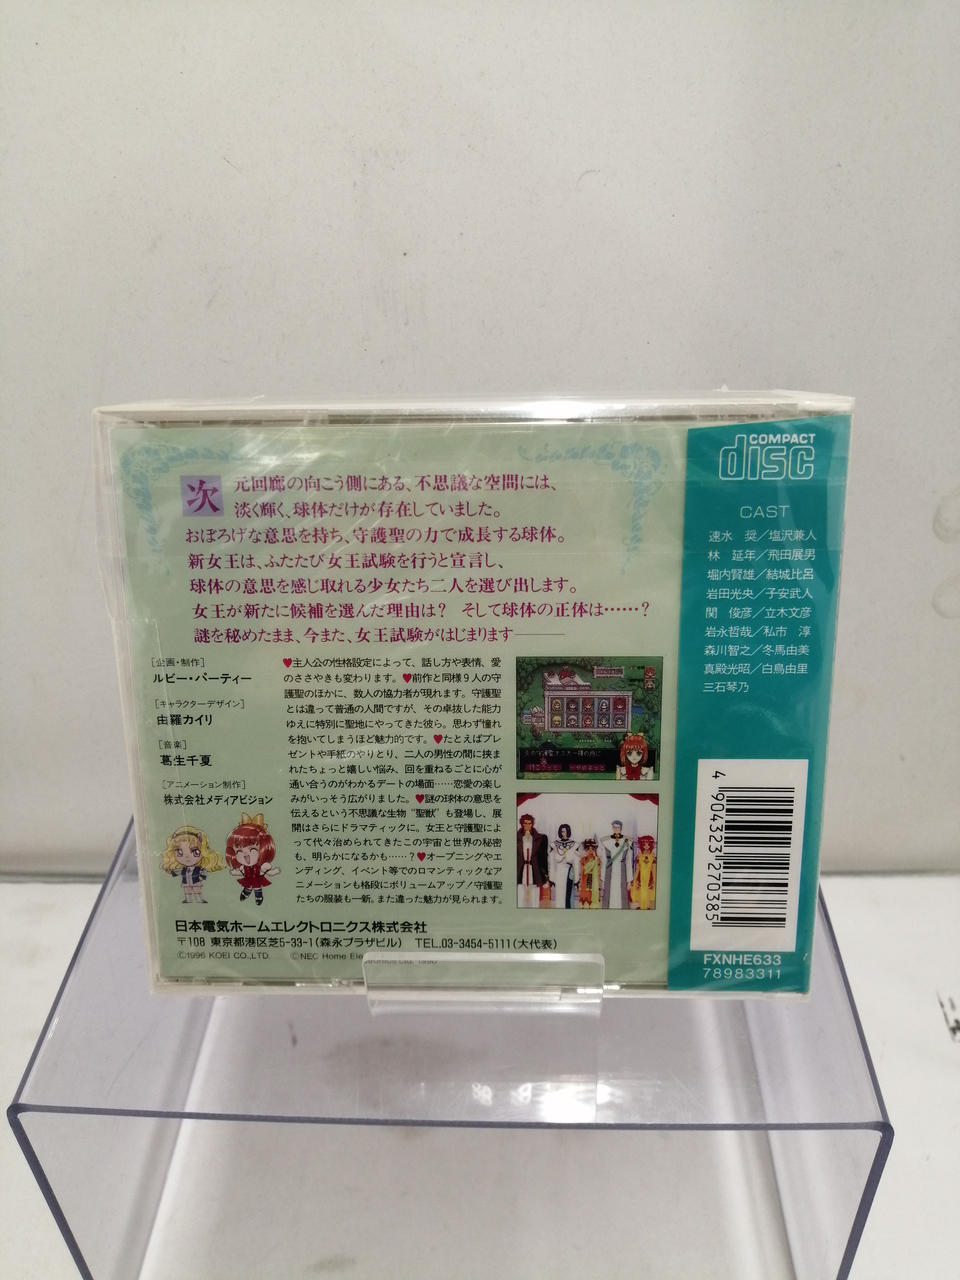 次元回廊の向こう側にある、不思議な空間には、
淡く輝く、球体だけが存在していました。
おぼろげな意思を持ち、守護聖の力で成長する球体。
新女王は、ふたたび女王試験を行うと宣言し、
球体の意思を感じ取れる少女たち二人を選び出します。
女王が新たに候補を選んだ理由は? そして球体の正体は……?
謎を秘めたまま、今また、女王試験がはじまります——
[企画・制作]
ルビー・パーティー
[キャラクターデザイン]
由羅カイリ
[音楽]
葛生千夏
[アニメーション制作]
株式会社メディアビジョン
♥主人公の性格設定によって、話し方や表情、愛
のささやきも変わります。♥前作と同様9人の守
護聖のほかに、数人の協力者が現れます。守護聖
とは違って普通の人間ですが、その卓抜した能力
ゆえに特別に聖地にやってきた彼ら。思わず憧れ
を抱いてしまうほど魅力的です。♥たとえばプレ
ゼントや手紙のやりとり、二人の男性の間に挟ま
れたちょっと嬉しい悩み、回を重ねるごとに心が
通い合うのがわかるデートの場面……恋愛の楽し
みがいっそう広がりました。♥謎の球体の意思を
伝えるという不思議な生物“聖獣”も登場し、展
開はさらにドラマティックに。女王と守護聖によ
って代々治められてきたこの宇宙と世界の秘密
も、明らかになるかも……?♥オープニングやエ
ンディング、イベント等でのロマンティックなア
ニメーションも格段にボリュームアップ!守護聖
たちの服装も一新。また違った魅力が見られます。
日本電気ホームエレクトロニクス株式会社
〒108 東京都港区芝5-33-1(森永プラザビル) TEL.03-3454-5111(大代表)
©1996 KOEI CO.,LTD. ©NEC Home Electronics Ltd. 1996
COMPACT
disc
CAST
速水 奨/塩沢兼人
林 延年/飛田展男
堀内賢雄/結城比呂
岩田光央/子安武人
関 俊彦/立木文彦
岩永哲哉/私市 淳
森川智之/冬馬由美
真殿光昭/白鳥由里
三石琴乃
4 904323 270385
FXNHE633
78983311